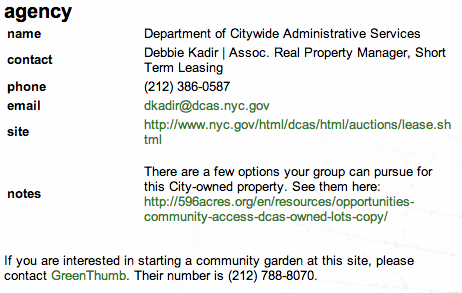 agency
name Department of Citywide Administrative Services
contact Debbie Kadir | Assoc. Real Property Manager, Short
Term Leasing
phone (212) 386-0587
email dkadir@dcas.nyc.gov
site http://www.nyc.gov/html/dcas/html/auctions/lease.sh
tml
notes There are a few options your group can pursue for
this City-owned property. See them here:
http://596acres.org/en/resources/opportunities-
community-access-dcas-owned-lots-copy/
If you are interested in starting a community garden at this site, please
contact GreenThumb. Their number is (212) 788-8070.